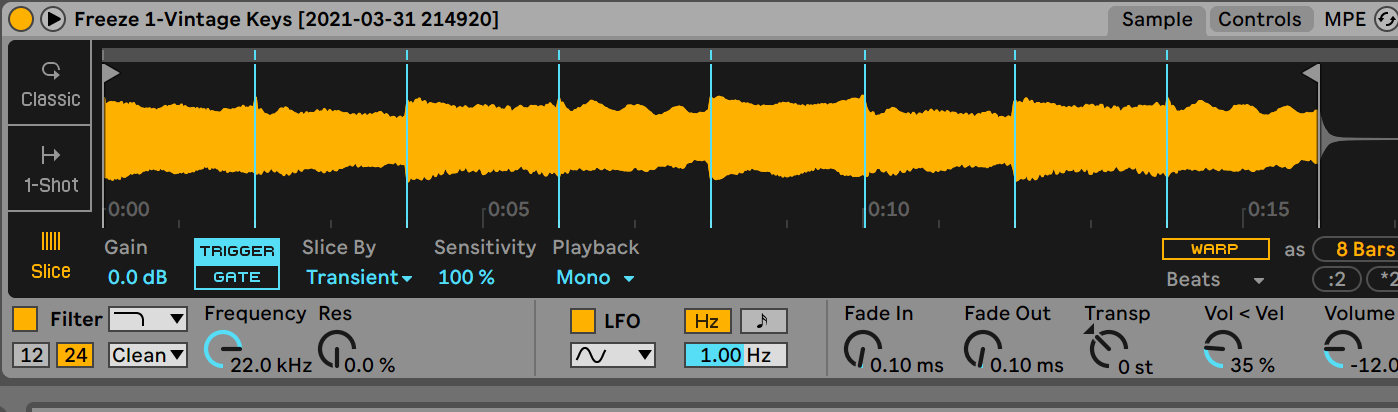 Freeze 1-Vintage Keys [2021-03-31 214920]
Sample Controls MPE
Classic
1-Shot
Slice
0:00 0:05 0:10 0:15
Gain TRIGGER Slice By Sensitivity Playback WARP as 8 Bars
0.0 dB GATE Transient 100 % Mono Beats :2 *2
Filter Frequency Res LFO Hz Fade In Fade Out Transp Vol < Vel Volume
12 24 Clean 22.0 kHz 0.0 % 1.00 Hz 0.10 ms 0.10 ms 0 st 35 % -12.0